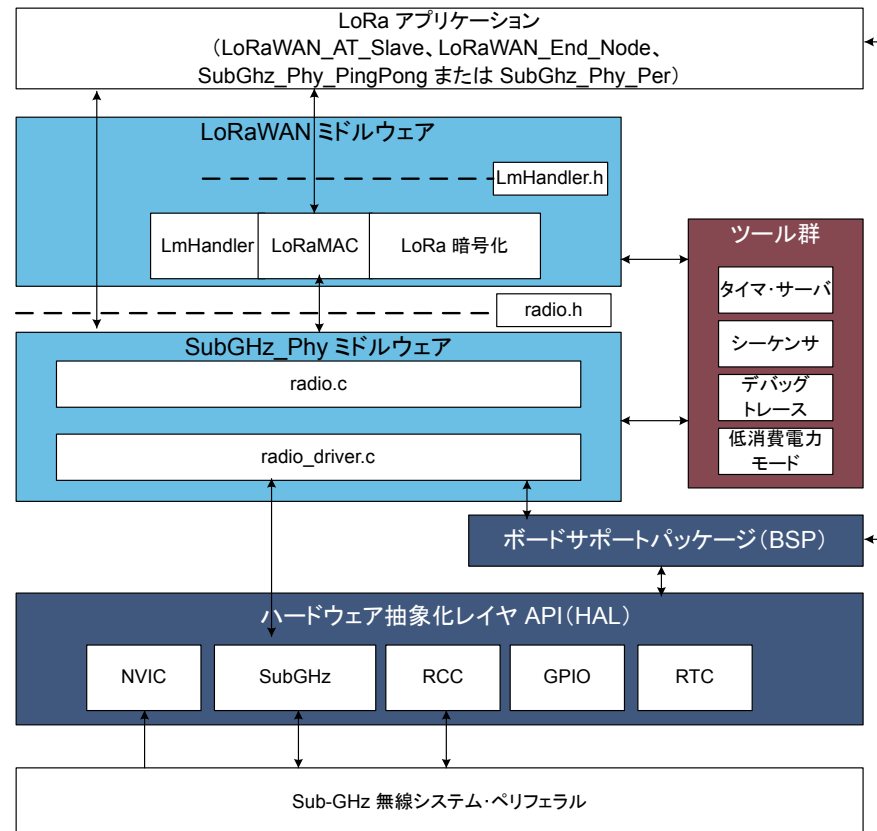 LoRa アプリケーション
（LoRaWAN_AT_Slave、LoRaWAN_End_Node、
SubGhz_Phy_PingPong または SubGhz_Phy_Per）
LoRaWAN ミドルウェア
LmHandler.h
LmHandler
LoRaMAC
LoRa 暗号化
radio.h
SubGHz_Phy ミドルウェア
radio.c
radio_driver.c
ツール群
タイマ・サーバ
シーケンサ
デバッグ
トレース
低消費電力
モード
ボードサポートパッケージ（BSP）
ハードウェア抽象化レイヤ API（HAL）
NVIC
SubGHz
RCC
GPIO
RTC
Sub-GHz 無線システム・ペリフェラル